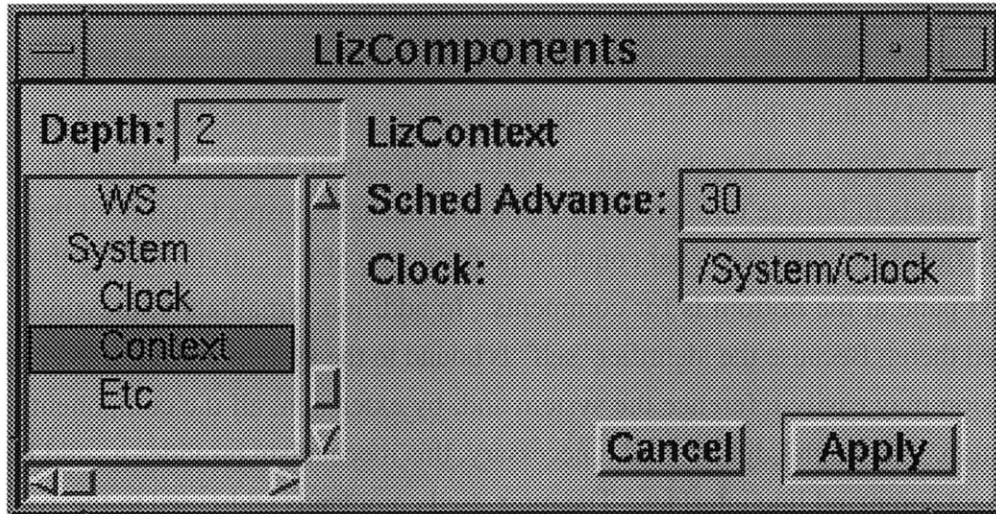 LizComponents
Depth: 2
WS
System
Clock
Context
Etc
LizContext
Sched Advance: 30
Clock: /System/Clock
Cancel Apply